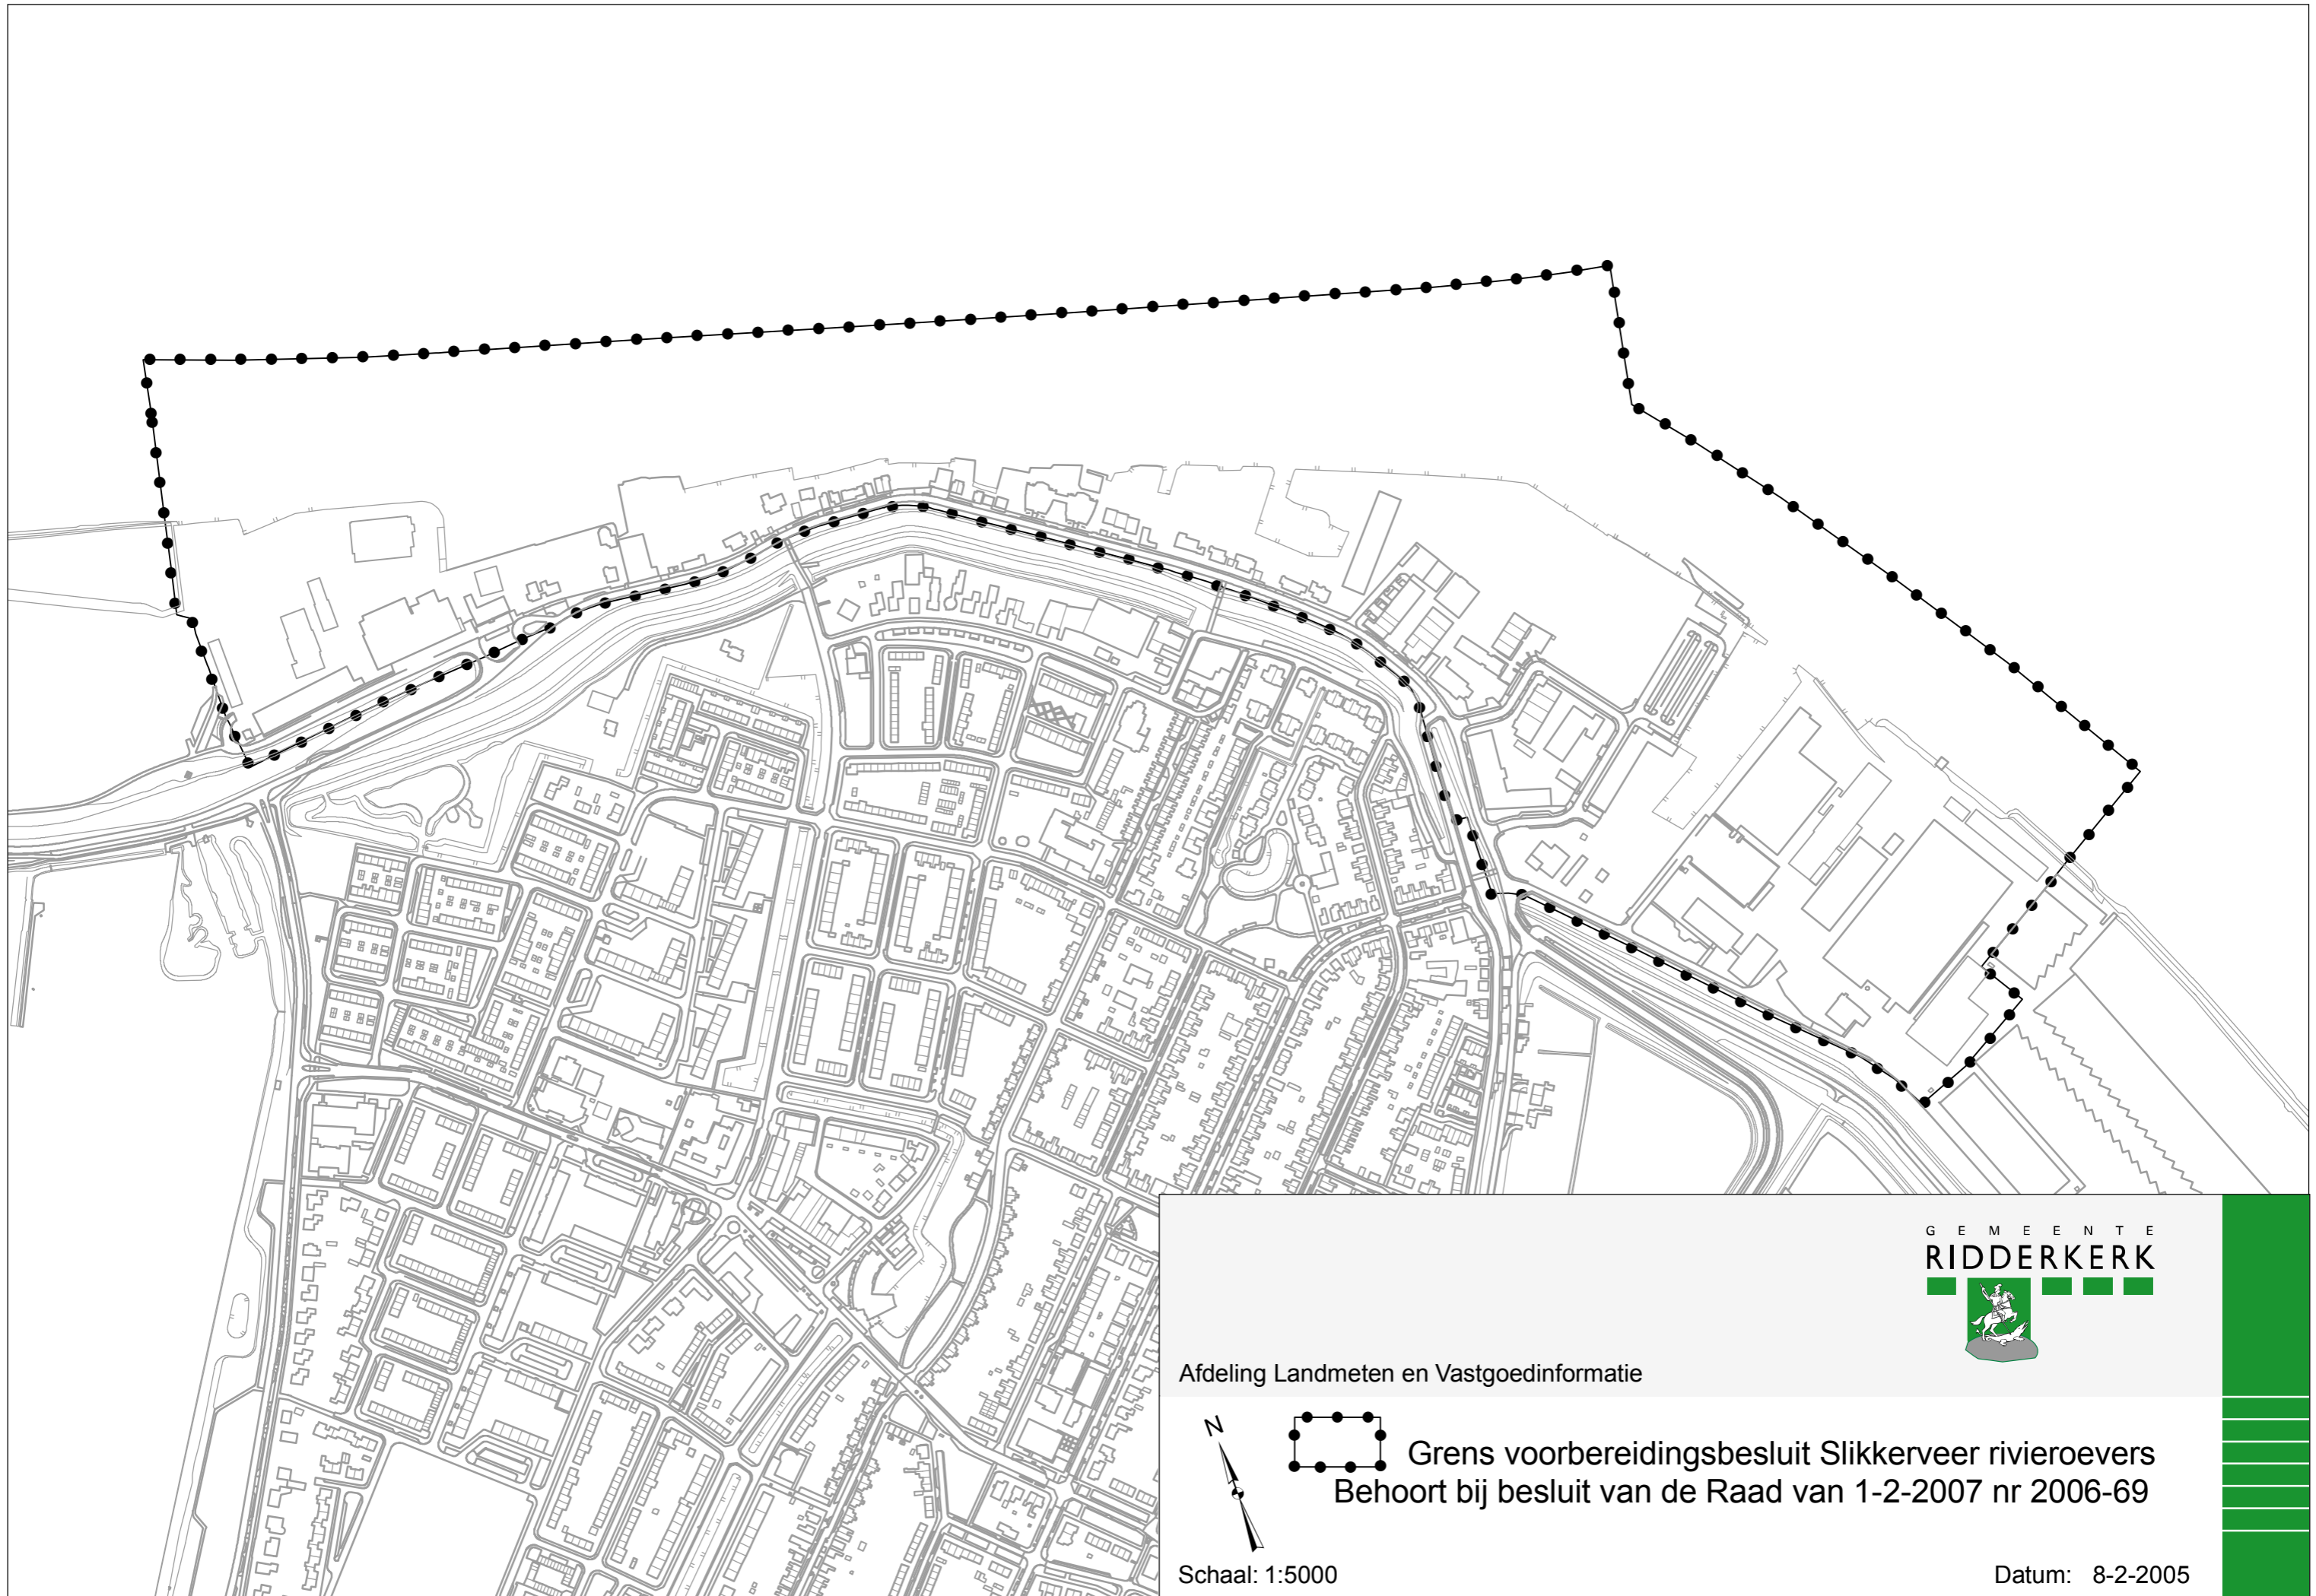 GEMEENTE
RIDDERKERK
Afdeling Landmeten en Vastgoedinformatie
N
Grens voorbereidingsbesluit Slikkerveer rivieroevers
Behoort bij besluit van de Raad van 1-2-2007 nr 2006-69
Schaal: 1:5000
Datum: 8-2-2005